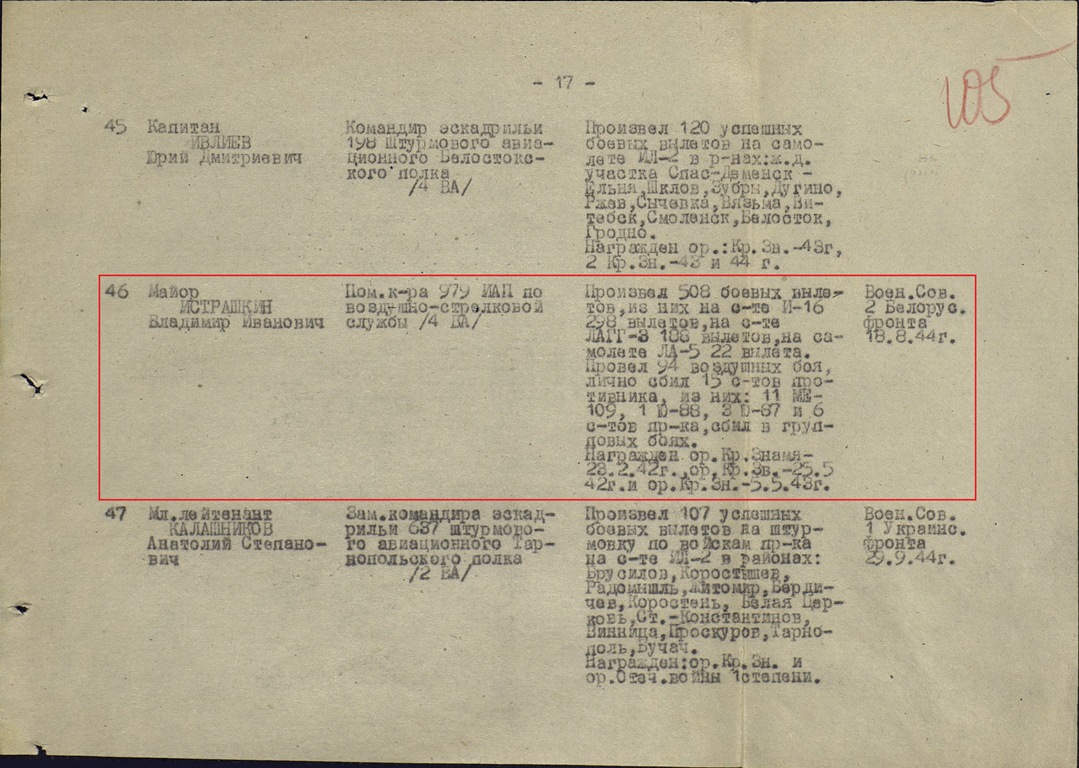 - 17 -
105
45 Капитан
ИВЛИЕВ
Юрий Дмитриевич
Командир эскадрильи
198 Штурмового авиа-
ционного Белостокс-
кого полка
/4 ВА/
Произвел 120 успешных
боевых вылетов на само-
лете ИЛ-2 в р-нах:ж.д.
участка Спас-Деменск -
Ельня,Шклов,Зубры,Дугино,
Ржев,Сычевка,Вязьма,Ви-
тебск,Смоленск,Белосток,
Гродно.
Награжден ор.:Кр.Зн.-43г,
2 Кр.Зн.-43 и 44 г.
46 Майор
ИСТРАШКИН
Владимир Иванович
Пом.к-ра 979 ИАП по
воздушно-стрелковой
службы /4 ВА/
Произвел 508 боевых выле-
тов,из них на с-те И-16
298 вылетов,на с-те
ЛАГГ-3 188 вылетов,на са-
молете ЛА-5 22 вылета.
Провел 94 воздушных боя,
лично сбил 15 с-тов про-
тивника, из них: 11 МЕ-
109, 1 Ю-88, 3 Ю-87 и 6
с-тов пр-ка,сбил в груп-
повых боях.
Награжден ор.Кр.Знамя-
23.2.42г.,ор.Кр.Зв.-25.5
42г.и ор.Кр.Зн.-5.5.43г.
Воен.Сов.
2 Белорус.
фронта
18.8.44г.
47 Мл.лейтенант
КАЛАШНИКОВ
Анатолий Степано-
вич
Зам.командира эскад-
рильи 637 штурмово-
го авиационного Тар-
нопольского полка
/2 ВА/
Произвел 107 успешных
боевых вылетов на штур-
мовку по войскам пр-ка
на с-те ИЛ-2 в районах:
Брусилов,Коростышев,
Радомышль,Житомир,Берди-
чев,Коростень, Белая Цер-
ковь,Ст.-Константинов,
Винница,Проскуров,Тарно-
поль,Бучач.
Награжден:ор.Кр.Зн. и
ор.Отеч.войны 1степени.
Воен.Сов.
1 Украинс.
фронта
29.9.44г.